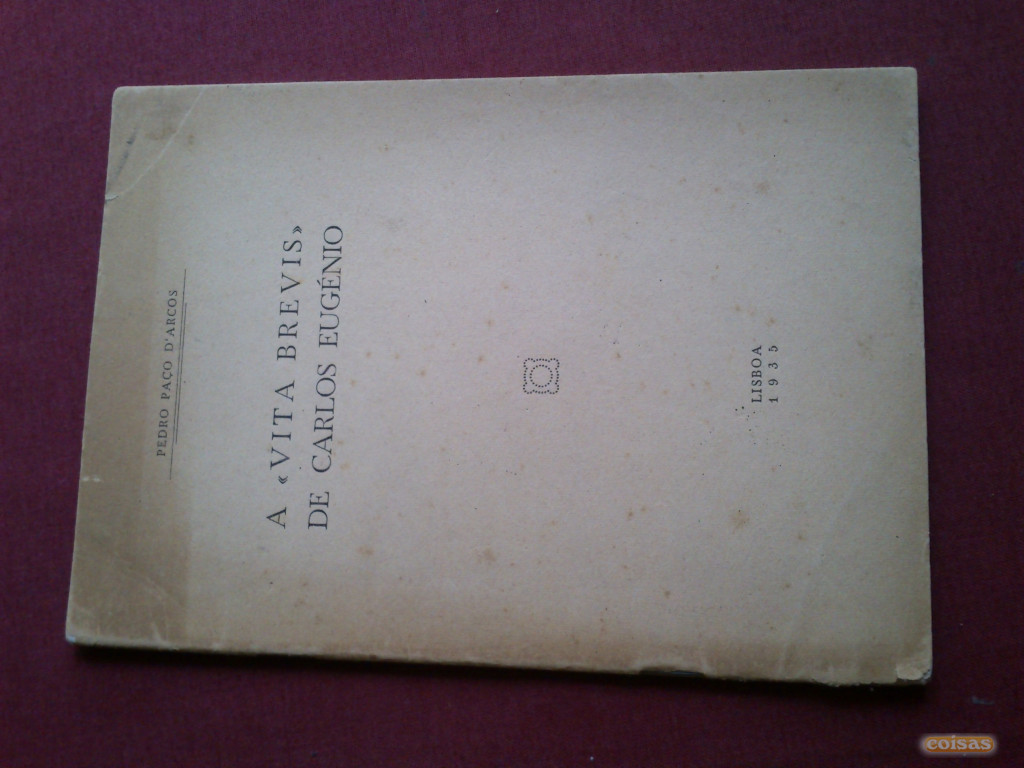 PEDRO PAÇO D'ARCOS
A «VITA BREVIS»
DE CARLOS EUGÉNIO
LISBOA
1935
coisas